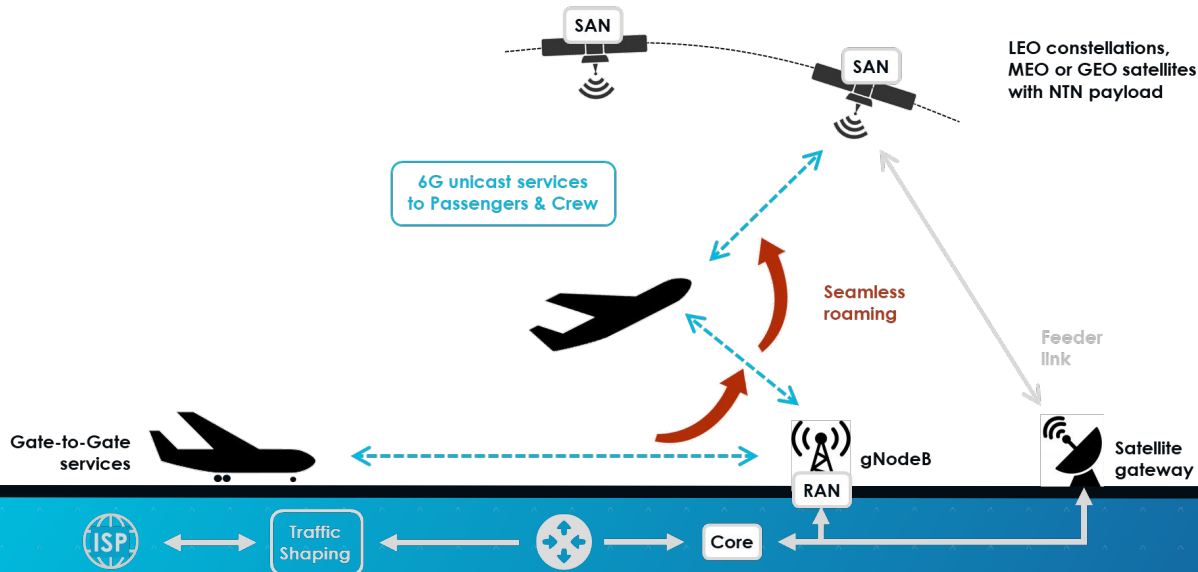 SAN
SAN
LEO constellations,
MEO or GEO satellites
with NTN payload
6G unicast services
to Passengers & Crew
Seamless
roaming
Feeder
link
Gate-to-Gate
services
gNodeB
Satellite
gateway
RAN
ISP
Traffic
Shaping
Core